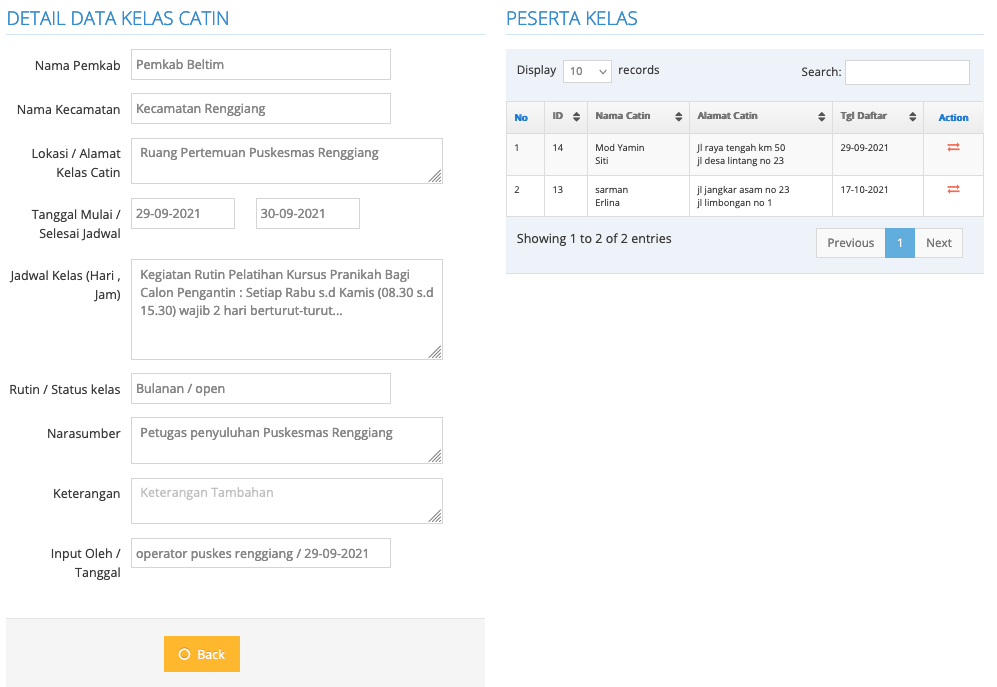 DETAIL DATA KELAS CATIN
Nama Pemkab Pemkab Beltim
Nama Kecamatan Kecamatan Renggiang
Lokasi / Alamat Ruang Pertemuan Puskesmas Renggiang
Kelas Catin
Tanggal Mulai / 29-09-2021 30-09-2021
Selesai Jadwal
Jadwal Kelas (Hari , Kegiatan Rutin Pelatihan Kursus Pranikah Bagi
Jam) Calon Pengantin : Setiap Rabu s.d Kamis (08.30 s.d
15.30) wajib 2 hari berturut-turut...
Rutin / Status kelas Bulanan / open
Narasumber Petugas penyuluhan Puskesmas Renggiang
Keterangan Keterangan Tambahan
Input Oleh / operator puskes renggiang / 29-09-2021
Tanggal
Back
PESERTA KELAS
Display 10 records Search:
No ID Nama Catin Alamat Catin Tgl Daftar Action
1 14 Mod Yamin Jl raya tengah km 50 29-09-2021
Siti jl desa lintang no 23
2 13 sarman jl jangkar asam no 23 17-10-2021
Erlina jl limbongan no 1
Showing 1 to 2 of 2 entries Previous 1 Next